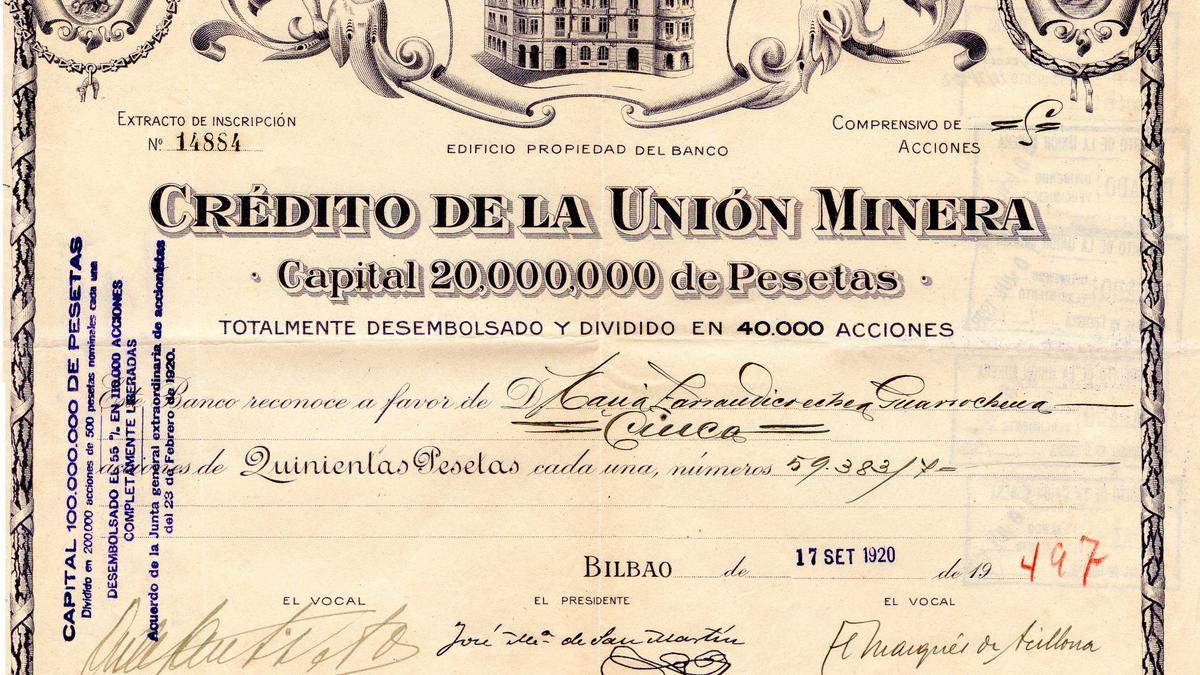 EXTRACTO DE INSCRIPCIÓN
Nº 14884
COMPRENSIVO DE =5=
ACCIONES
EDIFICIO PROPIEDAD DEL BANCO
CRÉDITO DE LA UNIÓN MINERA
· Capital 20,000,000 de Pesetas ·
TOTALMENTE DESEMBOLSADO Y DIVIDIDO EN 40.000 ACCIONES
CAPITAL 100.000.000 DE PESETAS
Dividido en 200.000 acciones de 500 pesetas nominales cada una
DESEMBOLSADO EL 55 %. EN 110.000 ACCIONES
COMPLETAMENTE LIBERADAS
Acuerdo de la Junta general extraordinaria de accionistas
del 23 de Febrero de 1920.
Este Banco reconoce a favor de D
Cinco
acciones de Quinientas Pesetas cada una, números 59.383/7=
BILBAO de 17 SET 1920 de 19
497
EL VOCAL
EL PRESIDENTE
EL VOCAL
José Mª de San Martín
El Marqués de Acillona